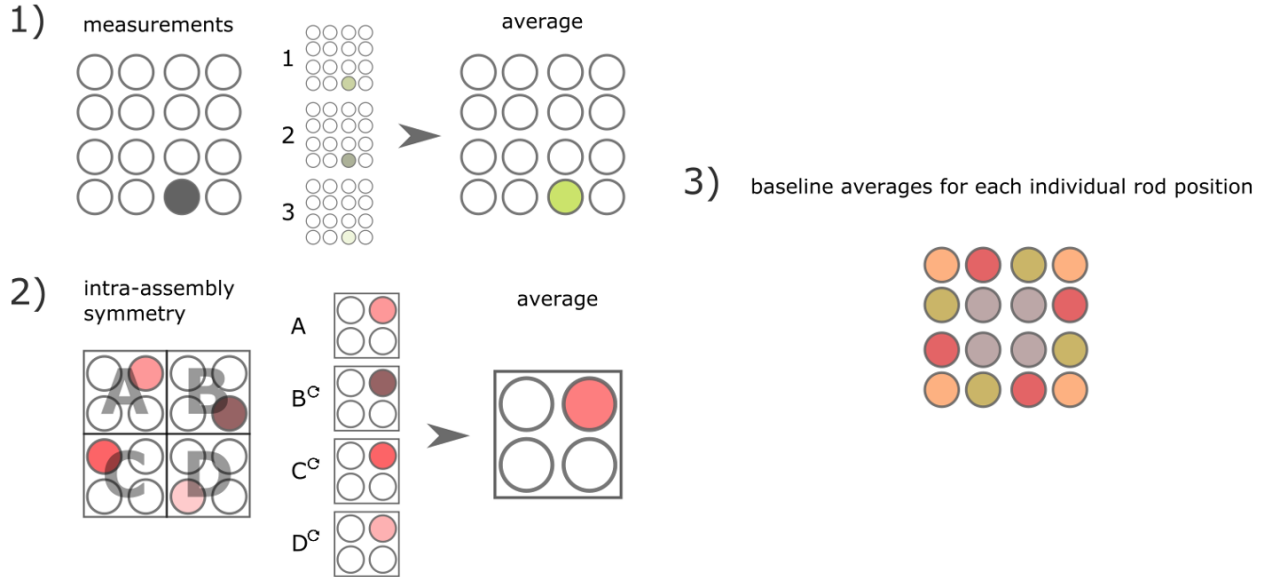 1)
measurements
1
2
3
average
2)
intra-assembly
symmetry
A
B
C
D
A
B
C
D
average
3)
baseline averages for each individual rod position